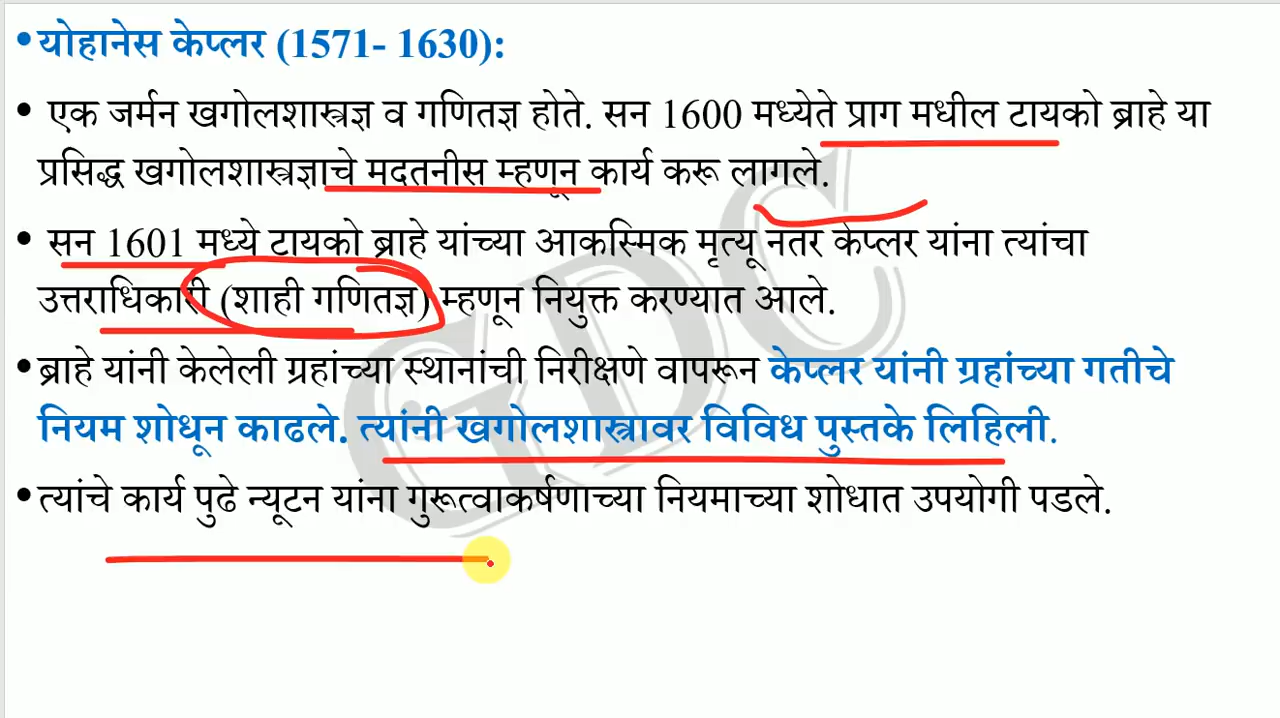 • योहानेस केप्लर (1571- 1630):
• एक जर्मन खगोलशास्त्रज्ञ व गणितज्ञ होते. सन 1600 मध्येते प्राग मधील टायको ब्राहे या
प्रसिद्ध खगोलशास्त्रज्ञाचे मदतनीस म्हणून कार्य करू लागले.
• सन 1601 मध्ये टायको ब्राहे यांच्या आकस्मिक मृत्यू नंतर केप्लर यांना त्यांचा
उत्तराधिकारी (शाही गणितज्ञ) म्हणून नियुक्त करण्यात आले.
• ब्राहे यांनी केलेली ग्रहांच्या स्थानांची निरीक्षणे वापरून केप्लर यांनी ग्रहांच्या गतीचे
नियम शोधून काढले. त्यांनी खगोलशास्त्रावर विविध पुस्तके लिहिली.
• त्यांचे कार्य पुढे न्यूटन यांना गुरूत्वाकर्षणाच्या नियमाच्या शोधात उपयोगी पडले.
GDC